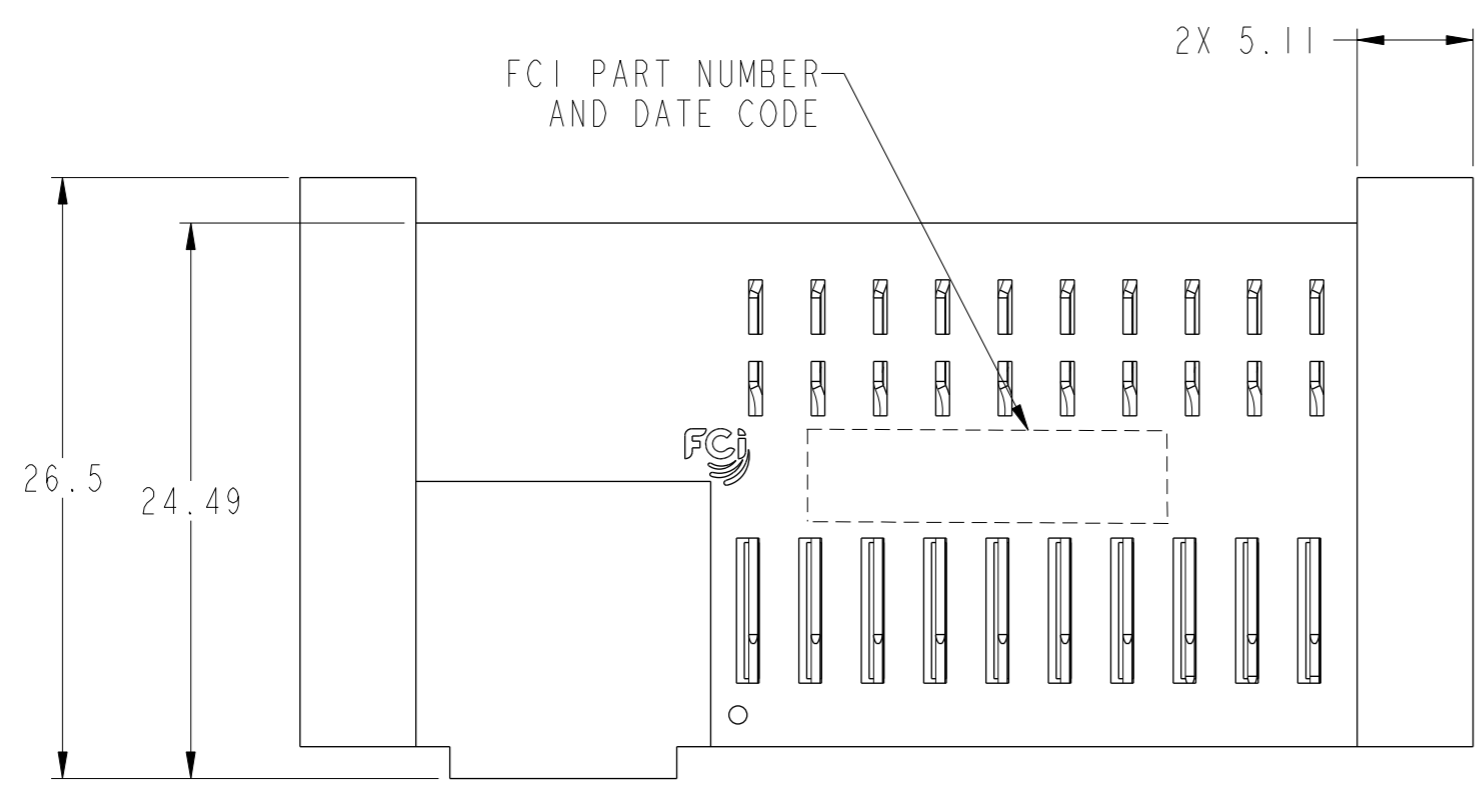 2X 5.11
FCI PART NUMBER
AND DATE CODE
FCi
26.5
24.49